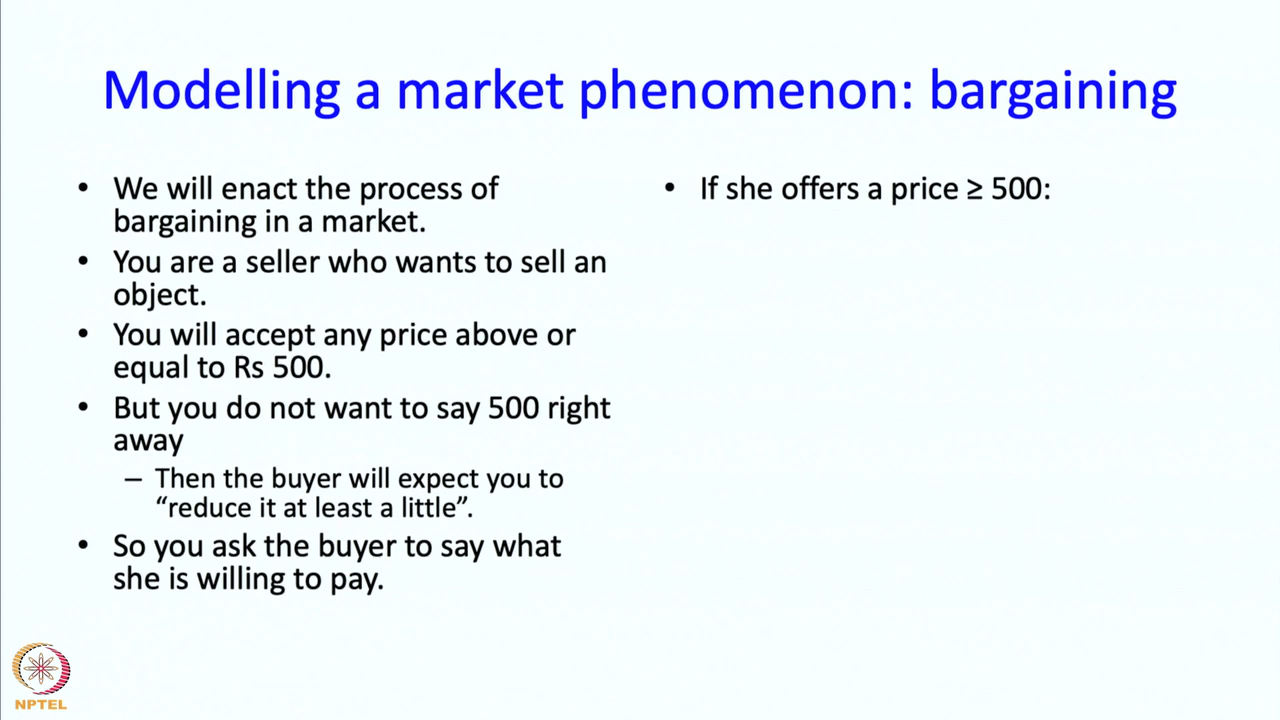 Modelling a market phenomenon: bargaining
• We will enact the process of
bargaining in a market.
• You are a seller who wants to sell an
object.
• You will accept any price above or
equal to Rs 500.
• But you do not want to say 500 right
away
– Then the buyer will expect you to
“reduce it at least a little”.
• So you ask the buyer to say what
she is willing to pay.
• If she offers a price ≥ 500:
NPTEL